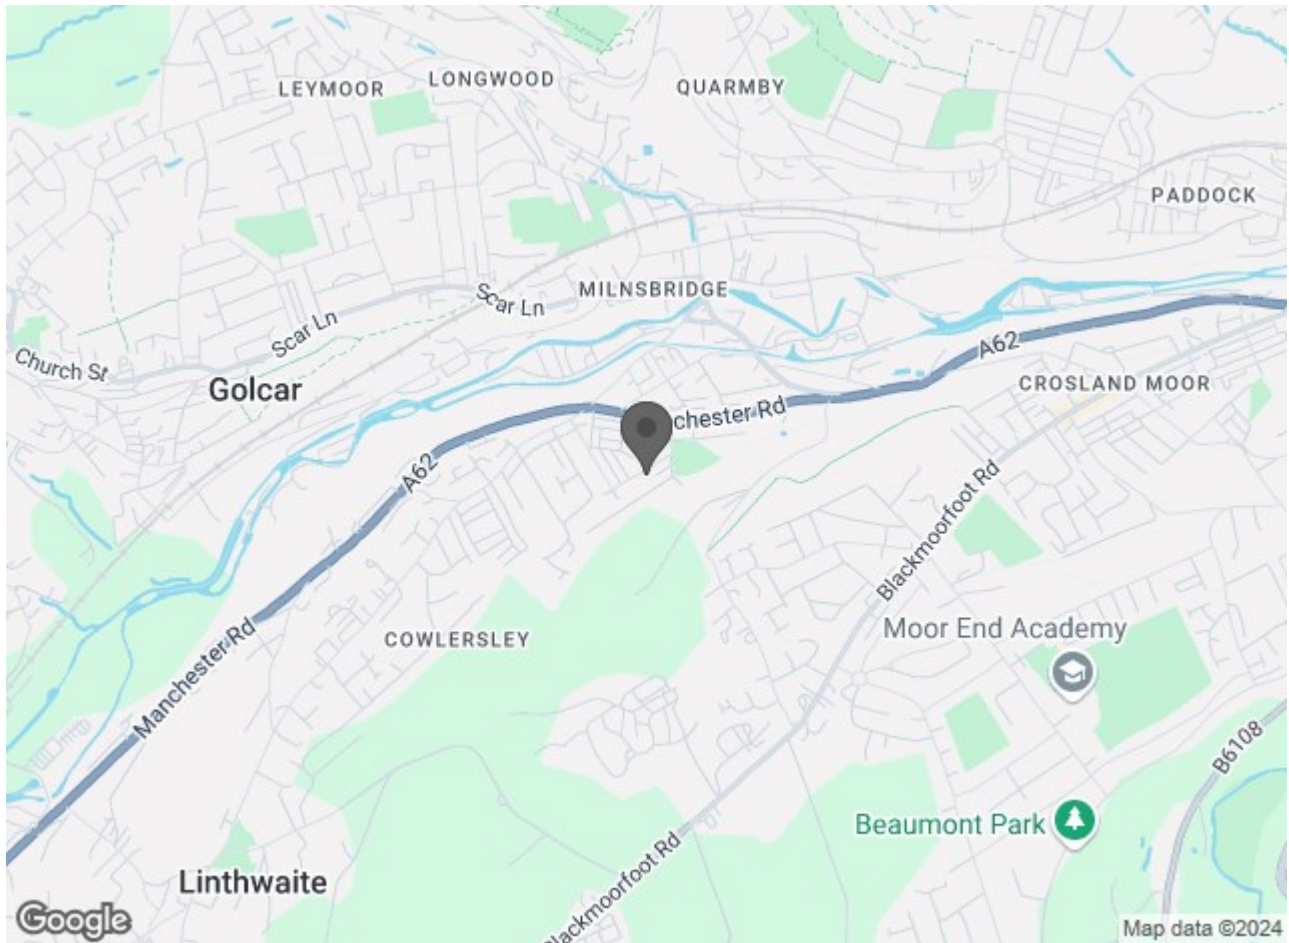 LEYMOOR
LONGWOOD
QUARMBY
PADDOCK
MILNSBRIDGE
Scar Ln
Scar Ln
Church St
Golcar
A62
CROSLAND MOOR
chester Rd
A62
Blackmoorfoot Rd
COWLERSLEY
Moor End Academy
Manchester Rd
B6108
Beaumont Park
Linthwaite
Blackmoorfoot Rd
Google
Map data ©2024